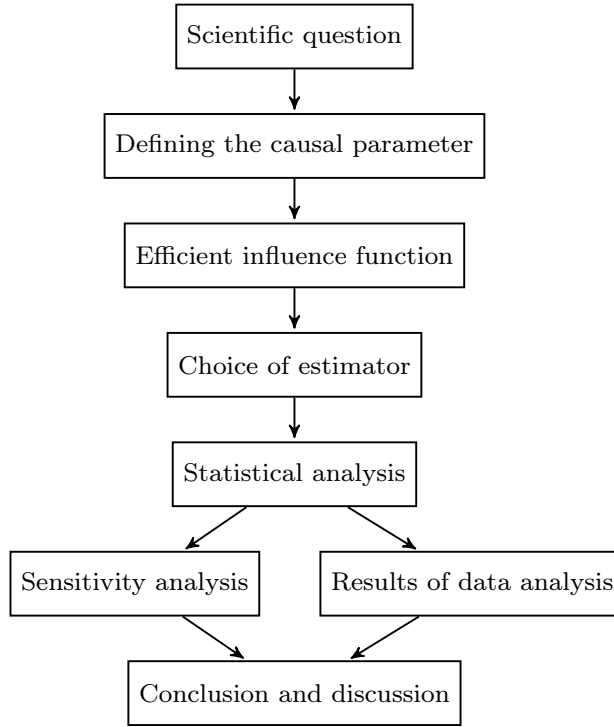 Scientific question
Defining the causal parameter
Efficient influence function
Choice of estimator
Statistical analysis
Sensitivity analysis
Results of data analysis
Conclusion and discussion